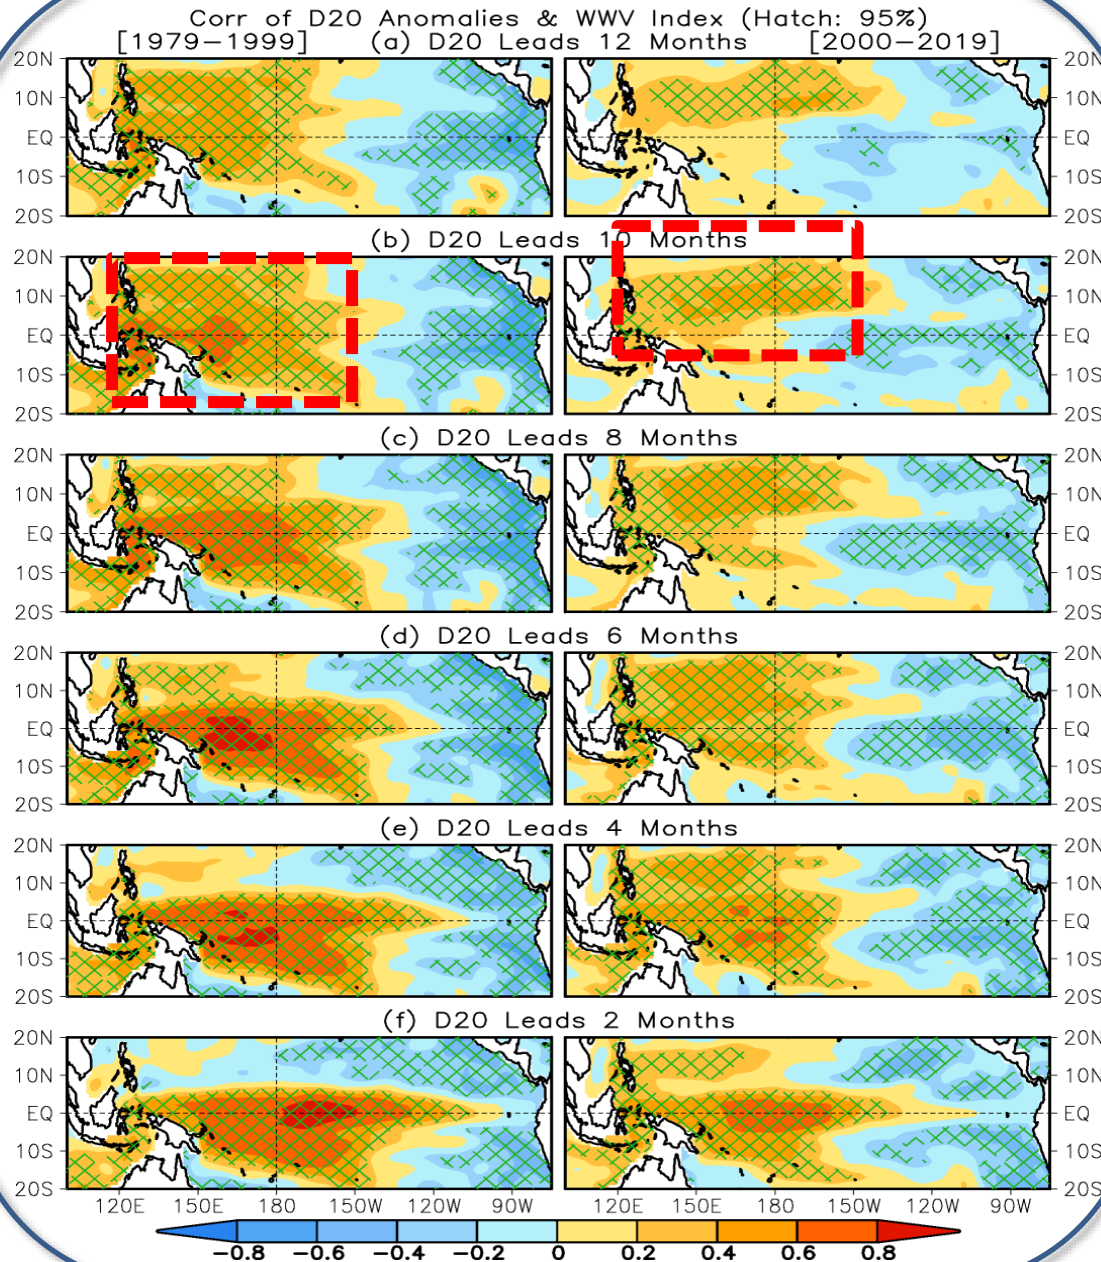 Corr of D20 Anomalies & WWV Index (Hatch: 95%)
[1979−1999] (a) D20 Leads 12 Months [2000−2019]
20N 20N
10N 10N
EQ EQ
10S 10S
20S 20S
(b) D20 Leads 10 Months
20N 20N
10N 10N
EQ EQ
10S 10S
20S 20S
(c) D20 Leads 8 Months
20N 20N
10N 10N
EQ EQ
10S 10S
20S 20S
(d) D20 Leads 6 Months
20N 20N
10N 10N
EQ EQ
10S 10S
20S 20S
(e) D20 Leads 4 Months
20N 20N
10N 10N
EQ EQ
10S 10S
20S 20S
(f) D20 Leads 2 Months
20N 20N
10N 10N
EQ EQ
10S 10S
20S 20S
120E 150E 180 150W 120W 90W 120E 150E 180 150W 120W 90W
−0.8 −0.6 −0.4 −0.2 0 0.2 0.4 0.6 0.8